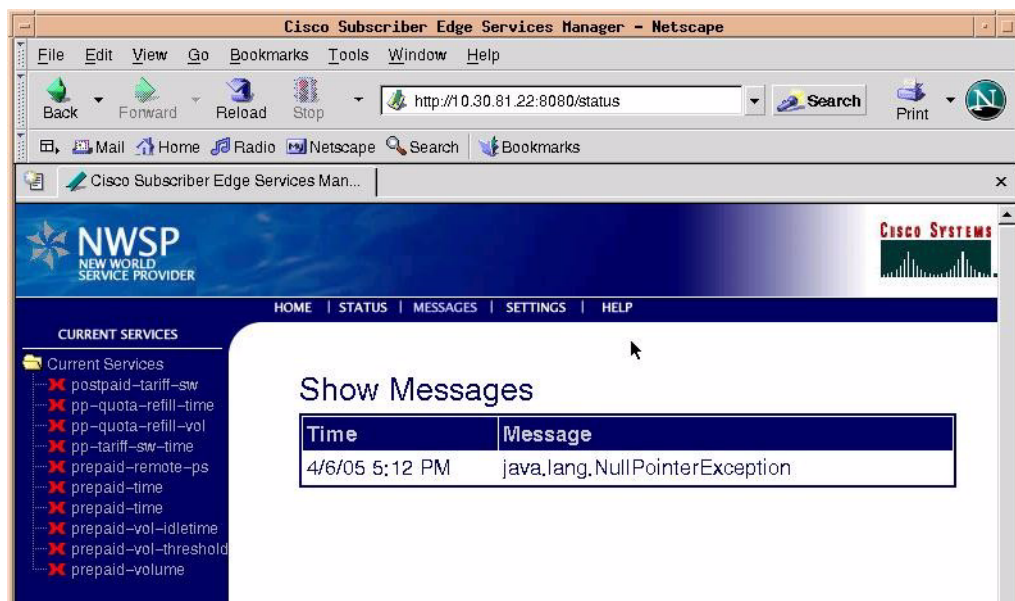 Cisco Subscriber Edge Services Manager - Netscape
File Edit View Go Bookmarks Tools Window Help
Back Forward Reload Stop http://10.30.81.22:8080/status Search Print N
Mail Home Radio Netscape Search Bookmarks
Cisco Subscriber Edge Services Man... x
NWSP
NEW WORLD
SERVICE PROVIDER
CISCO SYSTEMS
HOME | STATUS | MESSAGES | SETTINGS | HELP
CURRENT SERVICES
Current Services
postpaid-tariff-sw
pp-quota-refill-time
pp-quota-refill-vol
pp-tariff-sw-time
prepaid-remote-ps
prepaid-time
prepaid-time
prepaid-vol-idletime
prepaid-vol-threshold
prepaid-volume
Show Messages
Time Message
4/6/05 5:12 PM java.lang.NullPointerException